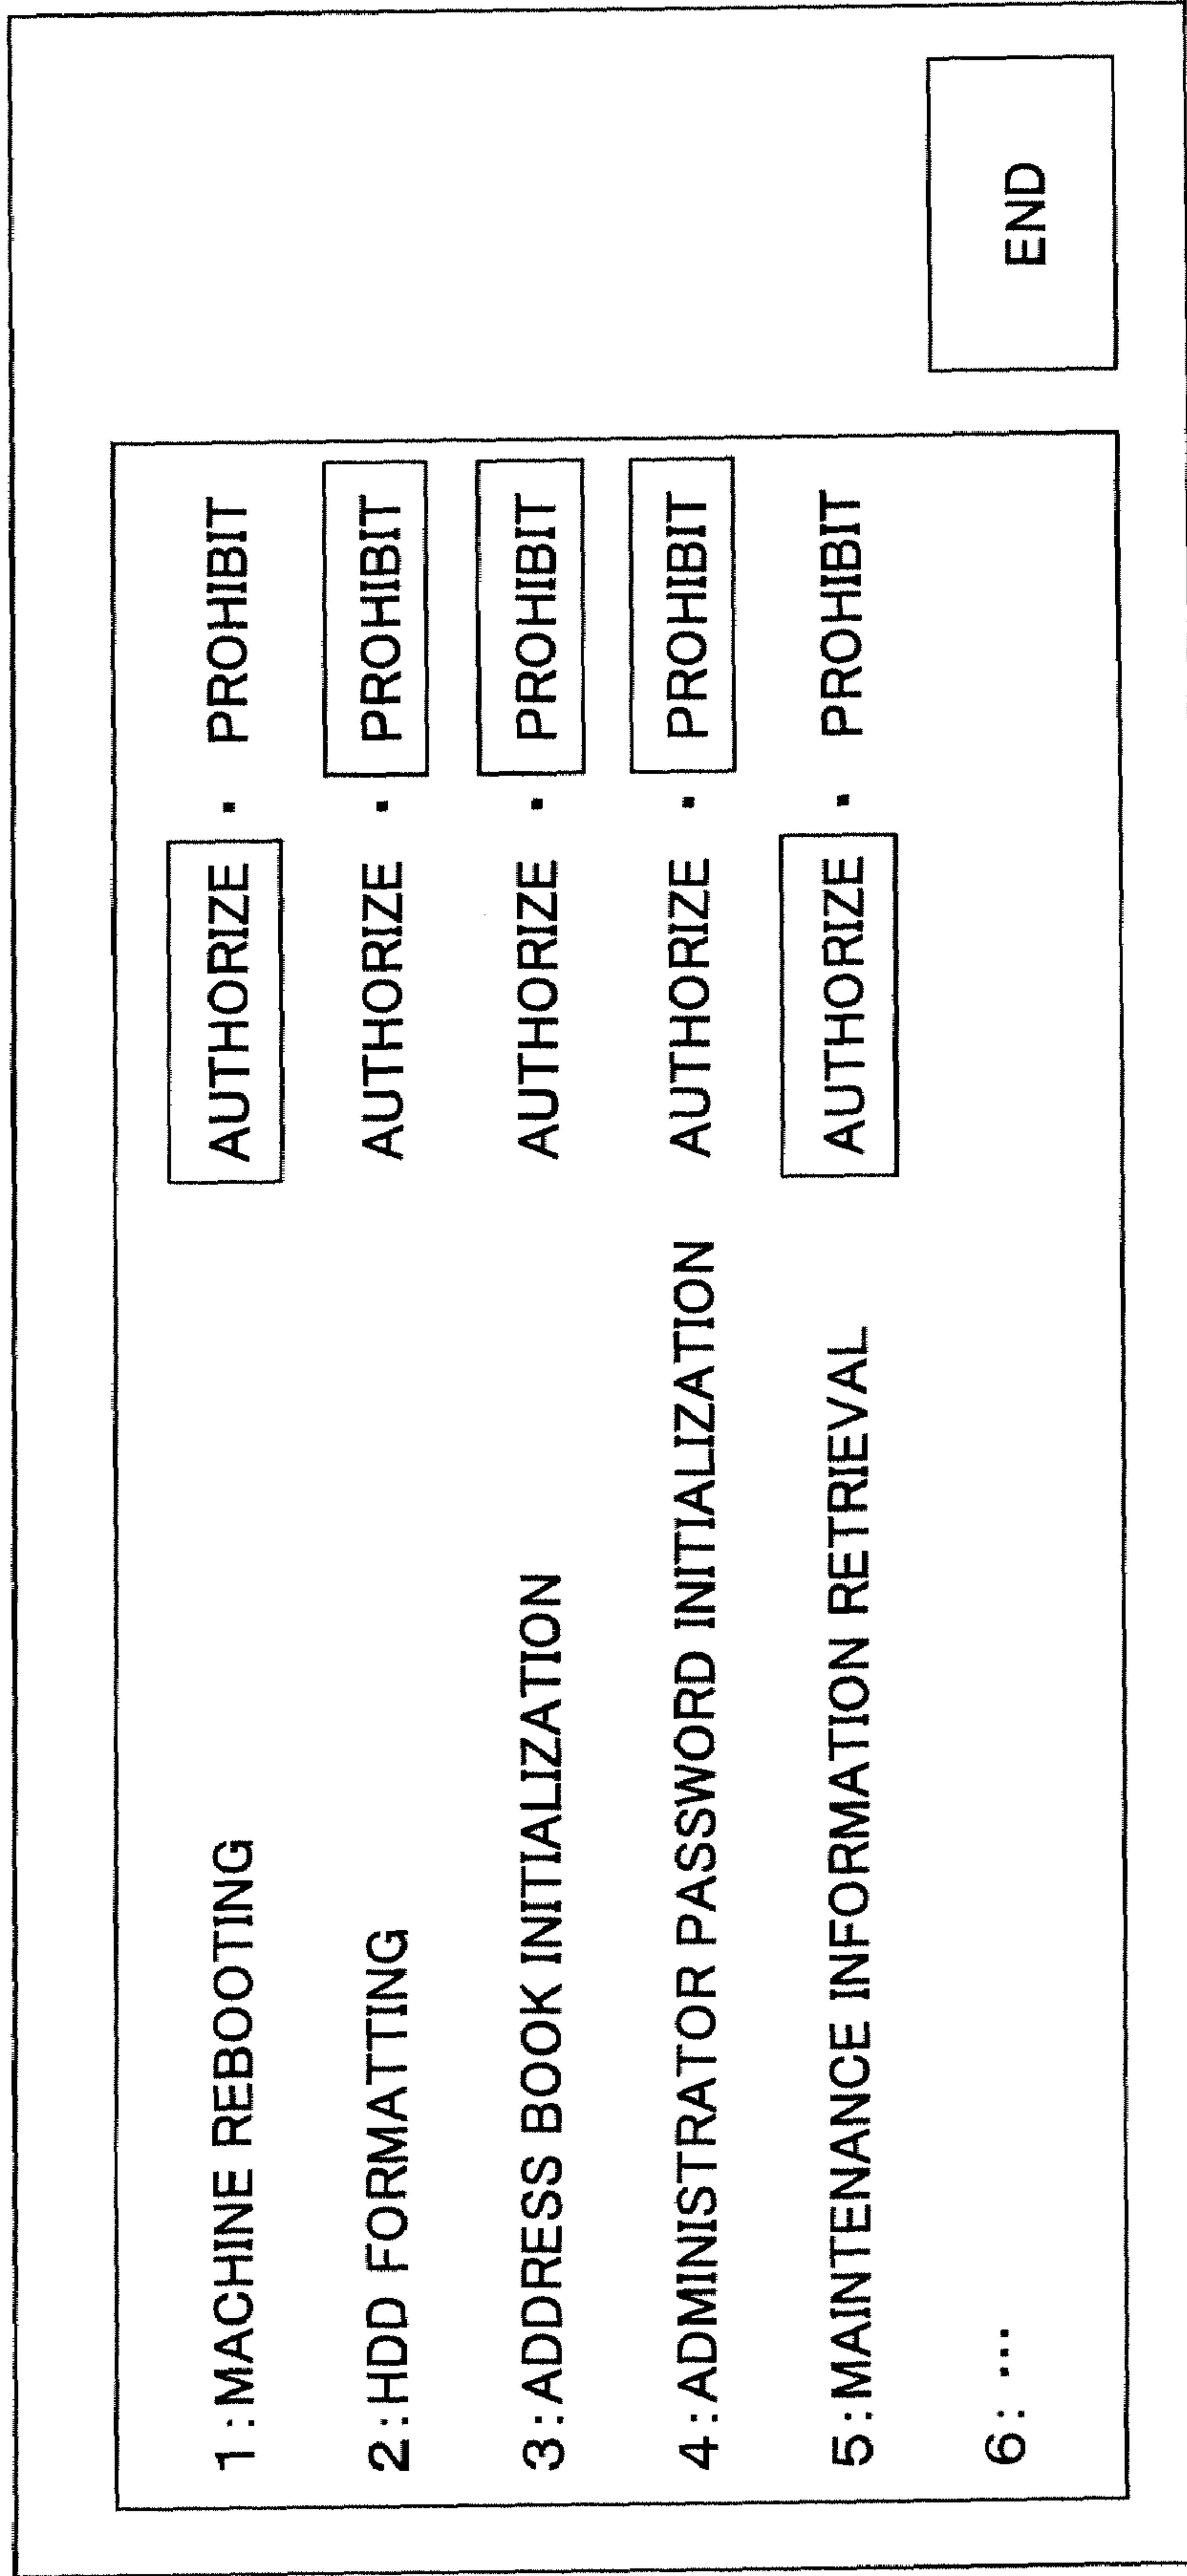 1:MACHINE REBOOTING AUTHORIZE · PROHIBIT
2:HDD FORMATTING AUTHORIZE · PROHIBIT
3:ADDRESS BOOK INITIALIZATION AUTHORIZE · PROHIBIT
4:ADMINISTRATOR PASSWORD INITIALIZATION AUTHORIZE · PROHIBIT
5:MAINTENANCE INFORMATION RETRIEVAL AUTHORIZE · PROHIBIT
6: ...
END